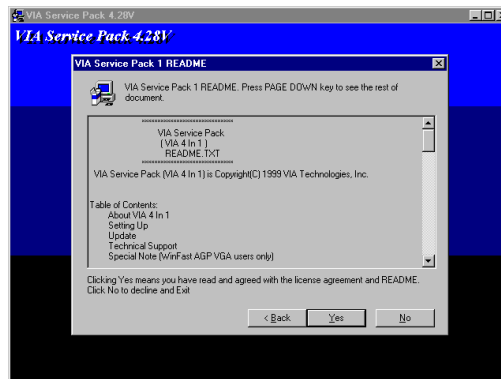 VIA Service Pack 4.28V
VIA Service Pack 4.28V
VIA Service Pack 1 README
VIA Service Pack 1 README. Press PAGE DOWN key to see the rest of
document.
==============================
VIA Service Pack
( VIA 4 In 1 )
README.TXT
==============================
VIA Service Pack (VIA 4 In 1) is Copyright(C) 1999 VIA Technologies, Inc.
Table of Contents:
About VIA 4 In 1
Setting Up
Update
Technical Support
Special Note (WinFast AGP VGA users only)
Clicking Yes means you have read and agreed with the license agreement and README.
Click No to decline and Exit
< Back
Yes
No